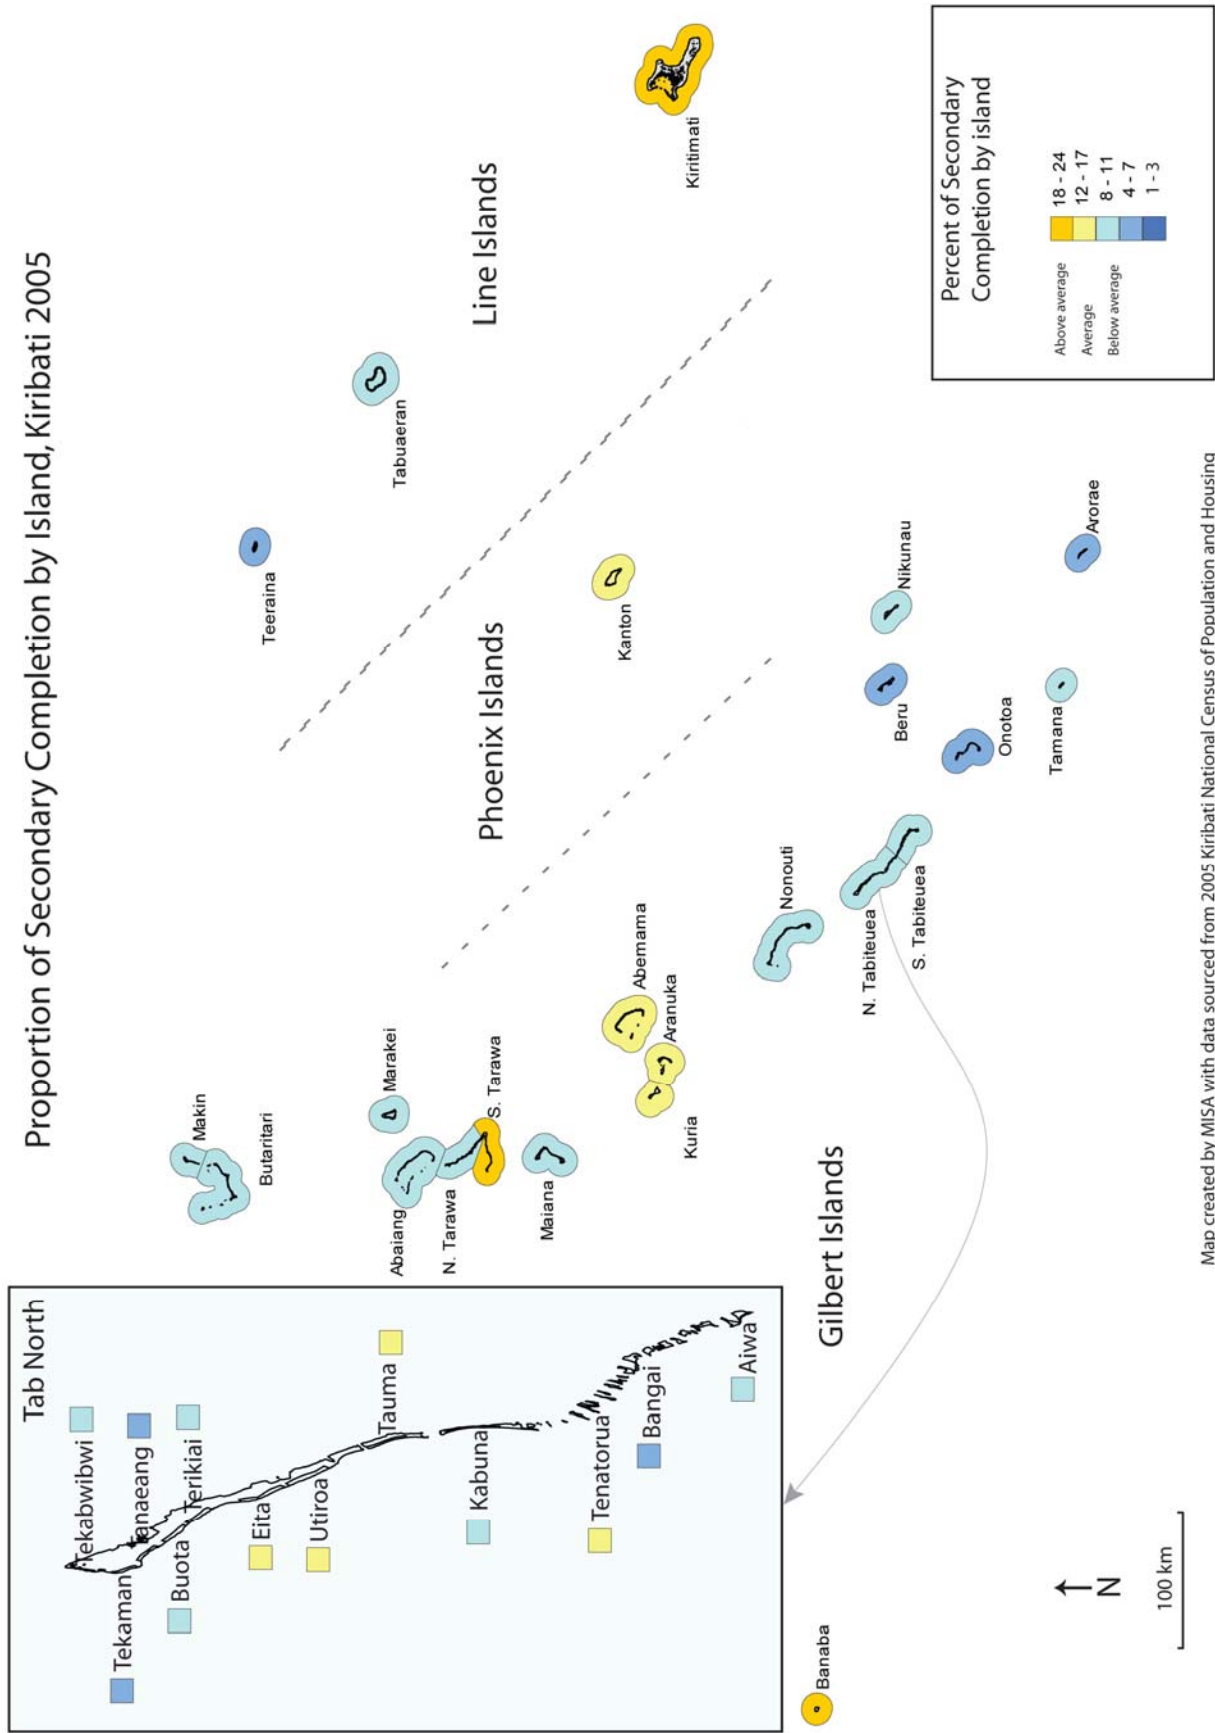 Proportion of Secondary Completion by Island, Kiribati 2005
Tab North
Tekabwibwi
Tekaman
Tanaeang
Buota
Terikiai
Eita
Utiroa
Tauma
Kabuna
Tenatorua
Bangai
Aiwa
Makin
Butaritari
Marakei
Abaiang
N. Tarawa
S. Tarawa
Maiana
Abemama
Aranuka
Kuria
Nonouti
N. Tabiteuea
S. Tabiteuea
Beru
Nikunau
Onotoa
Tamana
Arorae
Banaba
Gilbert Islands
Phoenix Islands
Kanton
Line Islands
Teeraina
Tabuaeran
Kiritimati
N
100 km
Percent of Secondary
Completion by island
Above average 18 - 24
Average 12 - 17
Below average 8 - 11
4 - 7
1 - 3
Map created by MISA with data sourced from 2005 Kiribati National Census of Population and Housing